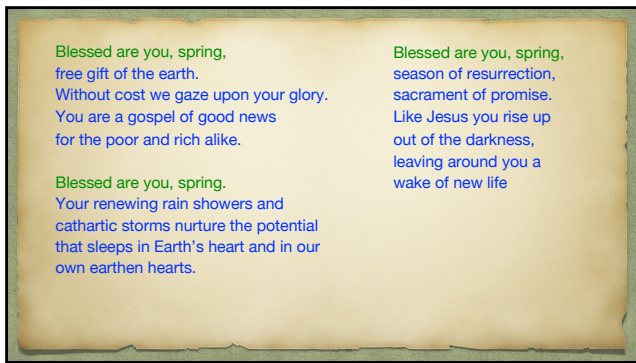 Blessed are you, spring,
free gift of the earth.
Without cost we gaze upon your glory.
You are a gospel of good news
for the poor and rich alike.
Blessed are you, spring.
Your renewing rain showers and
cathartic storms nurture the potential
that sleeps in Earth's heart and in our
own earthen hearts.
Blessed are you, spring,
season of resurrection,
sacrament of promise.
Like Jesus you rise up
out of the darkness,
leaving around you a
wake of new life